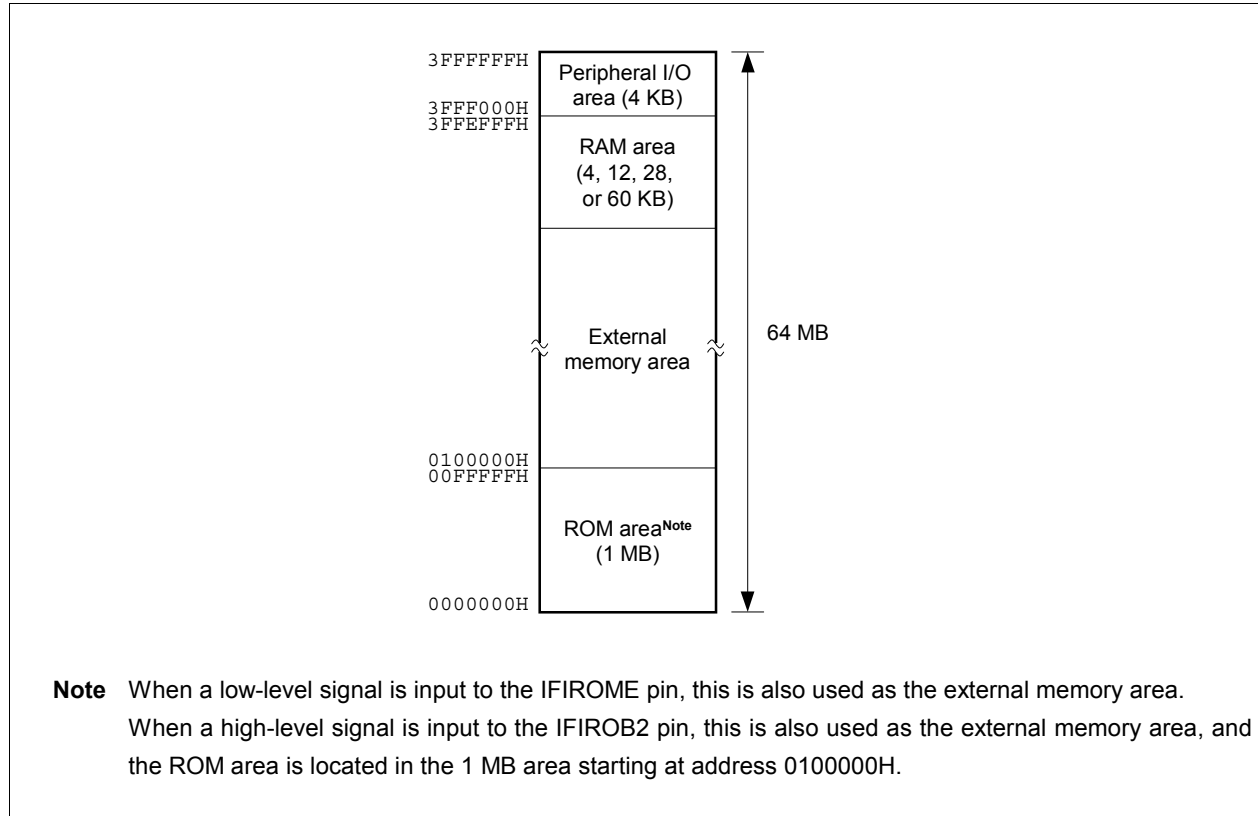 3FFFFFFH
Peripheral I/O
area (4 KB)
3FFF000H
3FFEFFFH
RAM area
(4, 12, 28,
or 60 KB)
External
memory area
64 MB
0100000H
00FFFFFH
ROM areaNote
(1 MB)
0000000H
Note When a low-level signal is input to the IFIROME pin, this is also used as the external memory area.
When a high-level signal is input to the IFIROB2 pin, this is also used as the external memory area, and
the ROM area is located in the 1 MB area starting at address 0100000H.